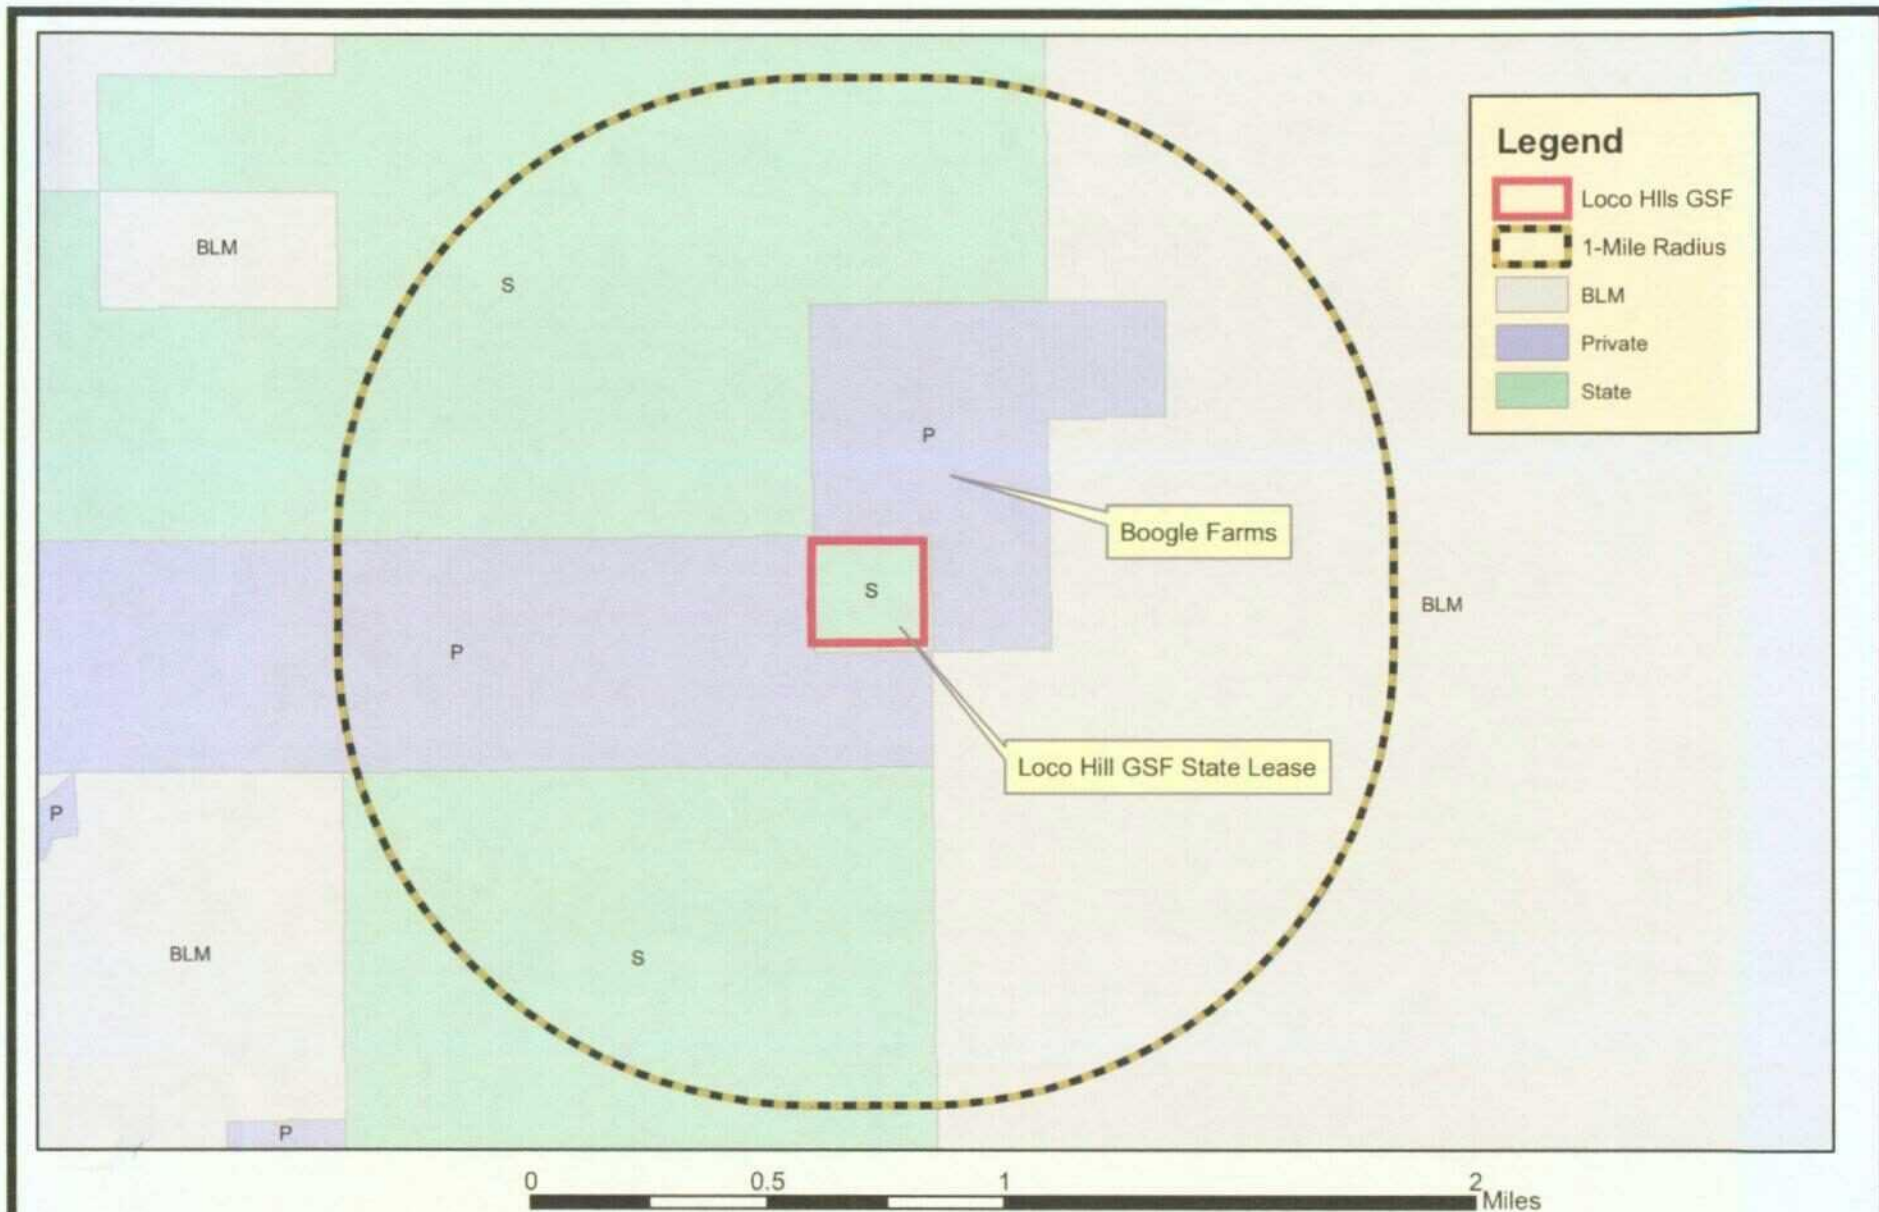 Legend
Loco HIls GSF
1-Mile Radius
BLM
Private
State
BLM
S
P
Boogle Farms
S
BLM
P
Loco Hill GSF State Lease
P
BLM
S
P
0 0.5 1 2
Miles